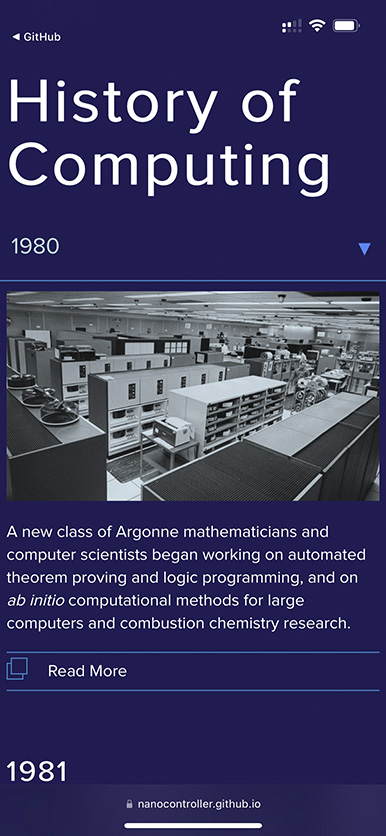 ◀ GitHub
History of
Computing
1980
A new class of Argonne mathematicians and
computer scientists began working on automated
theorem proving and logic programming, and on
ab initio computational methods for large
computers and combustion chemistry research.
Read More
1981
nanocontroller.github.io